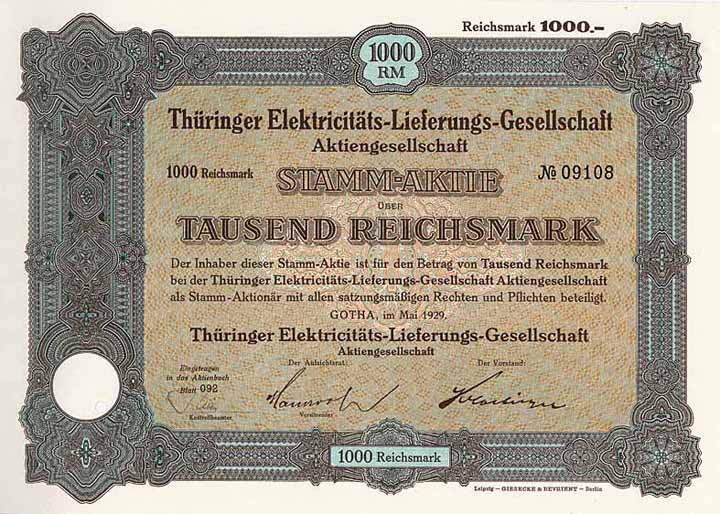 Reichsmark 1000.–
1000
RM
Thüringer Elektricitäts-Lieferungs-Gesellschaft
Aktiengesellschaft
1000 Reichsmark STAMM-AKTIE № 09108
ÜBER
TAUSEND REICHSMARK
Der Inhaber dieser Stamm-Aktie ist für den Betrag von Tausend Reichsmark
bei der Thüringer Elektricitäts-Lieferungs-Gesellschaft Aktiengesellschaft
als Stamm-Aktionär mit allen satzungsmäßigen Rechten und Pflichten beteiligt.
GOTHA, im Mai 1929.
Thüringer Elektricitäts-Lieferungs-Gesellschaft
Aktiengesellschaft
Eingetragen
in das Aktienbuch
Blatt 092
Kontrollbeamter
Der Aufsichtsrat:
Vorsitzender
Der Vorstand:
1000 Reichsmark
Leipzig — GIESECKE & DEVRIENT — Berlin